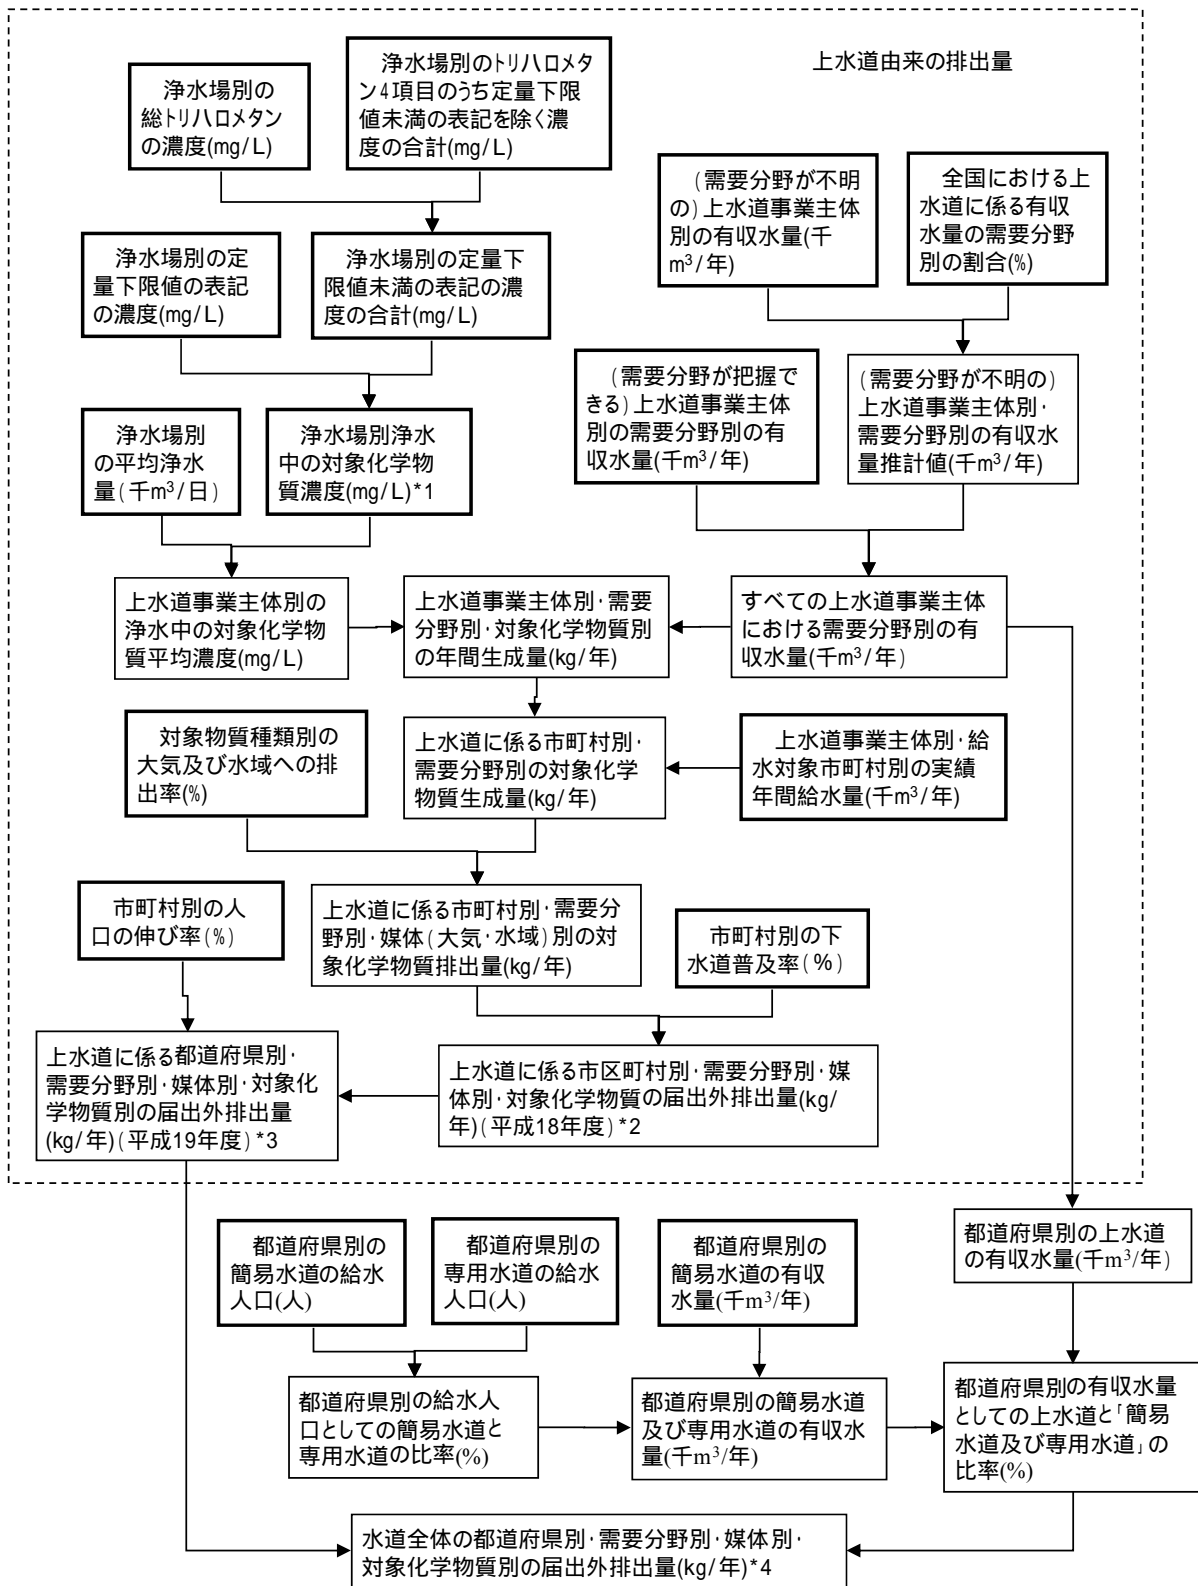 上水道由来の排出量
浄水場別の
総トリハロメタン
の濃度(mg/L)
浄水場別のトリハロメタ
ン4項目のうち定量下限
値未満の表記を除く濃
度の合計(mg/L)
(需要分野が不明
の)上水道事業主体
別の有収水量(千
m³/年)
全国における上
水道に係る有収
水量の需要分野
別の割合(%)
浄水場別の定
量下限値の表記
の濃度(mg/L)
浄水場別の定量下
限値未満の表記の濃
度の合計(mg/L)
(需要分野が把握で
きる)上水道事業主体
別の需要分野別の有
収水量(千m³/年)
(需要分野が不明の)
上水道事業主体別・
需要分野別の有収水
量推計値(千m³/年)
浄水場別
の平均浄水
量(千m³/日)
浄水場別浄水
中の対象化学物
質濃度(mg/L)*1
上水道事業主体別の
浄水中の対象化学物
質平均濃度(mg/L)
上水道事業主体別・需要
分野別・対象化学物質別
の年間生成量(kg/年)
すべての上水道事業主体
における需要分野別の有
収水量(千m³/年)
対象物質種類別の
大気及び水域への排
出率(%)
上水道に係る市町村別・
需要分野別の対象化学
物質生成量(kg/年)
上水道事業主体別・給
水対象市町村別の実績
年間給水量(千m³/年)
市町村別の人
口の伸び率(%)
上水道に係る市町村別・需要分
野別・媒体(大気・水域)別の対
象化学物質排出量(kg/年)
市町村別の下
水道普及率(%)
上水道に係る都道府県別・
需要分野別・媒体別・対象化
学物質別の届出外排出量
(kg/年)(平成19年度)*3
上水道に係る市区町村別・需要分野別・媒
体別・対象化学物質の届出外排出量(kg/
年)(平成18年度)*2
都道府県別の上水道
の有収水量(千m³/年)
都道府県別の
簡易水道の給水
人口(人)
都道府県別の
専用水道の給水
人口(人)
都道府県別の
簡易水道の有収
水量(千m³/年)
都道府県別の給水人
口としての簡易水道と
専用水道の比率(%)
都道府県別の簡易水道
及び専用水道の有収水
量(千m³/年)
都道府県別の有収水量
としての上水道と「簡易
水道及び専用水道」の
比率(%)
水道全体の都道府県別・需要分野別・媒体別・
対象化学物質別の届出外排出量(kg/年)*4